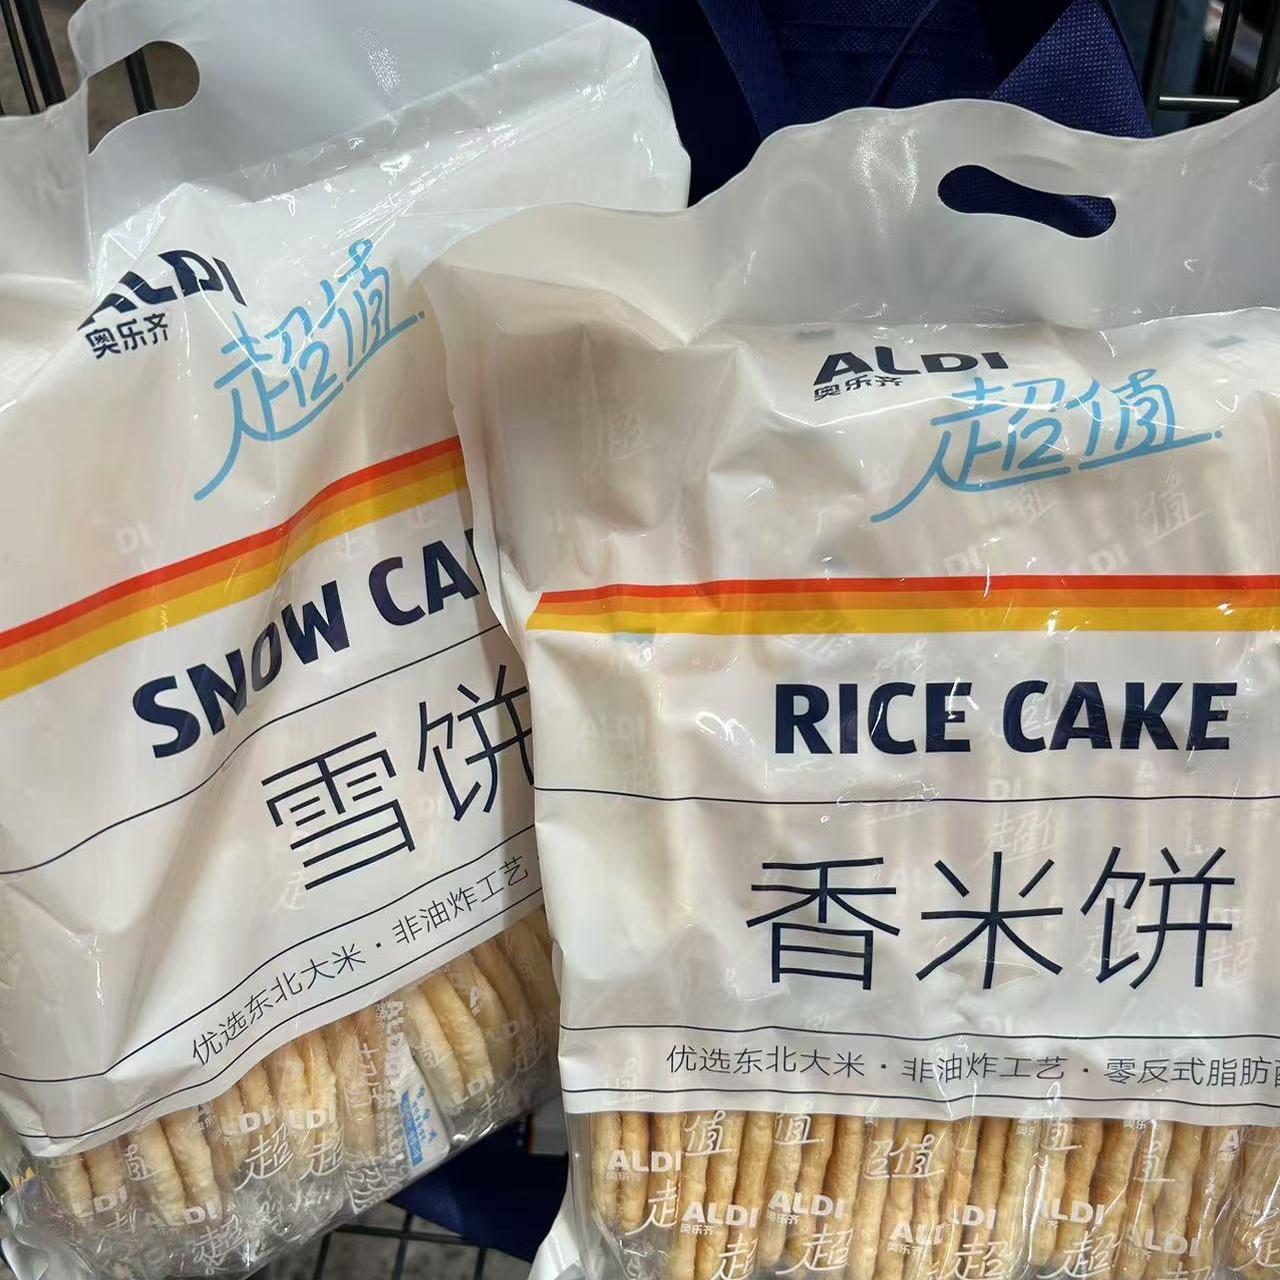 ALDI
奥乐齐
超值
SNOW CA
雪饼
优选东北大米·非油炸工艺
ALDI
奥乐齐
超值
RICE CAKE
香米饼
优选东北大米·非油炸工艺·零反式脂肪